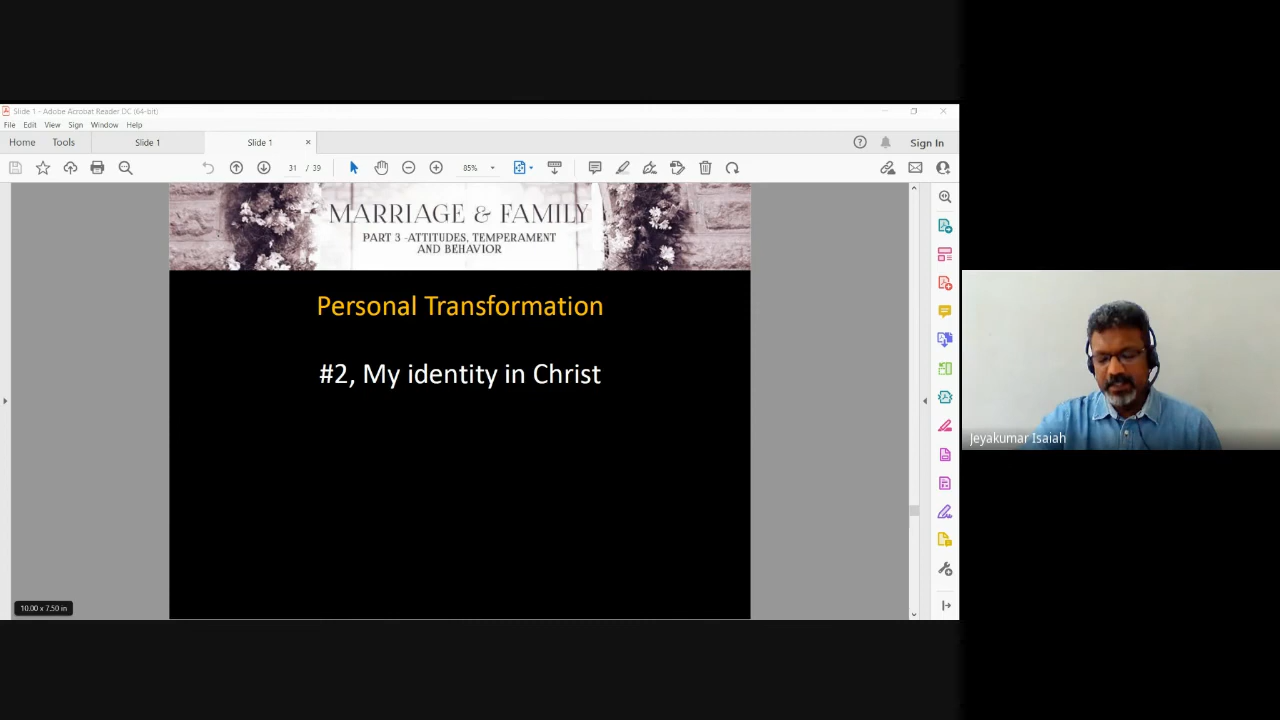 Slide 1 - Adobe Acrobat Reader DC (64-bit)
File Edit View Sign Window Help
Home Tools Slide 1 Slide 1 × Sign In
31 / 39 85%
MARRIAGE & FAMILY
PART 3 -ATTITUDES, TEMPERAMENT
AND BEHAVIOR
Personal Transformation
#2, My identity in Christ
Jeyakumar Isaiah
10.00 x 7.50 in